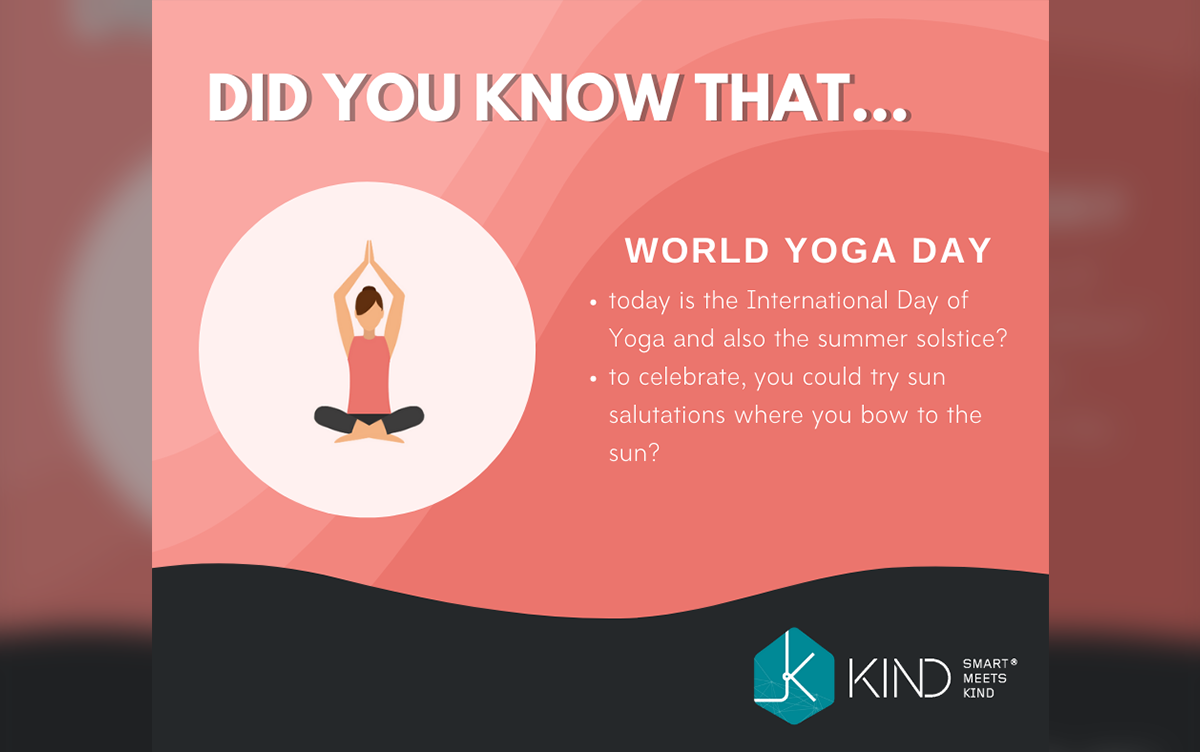 DID YOU KNOW THAT...
WORLD YOGA DAY
• today is the International Day of
Yoga and also the summer solstice?
• to celebrate, you could try sun
salutations where you bow to the
sun?
KIND
SMART®
MEETS
KIND